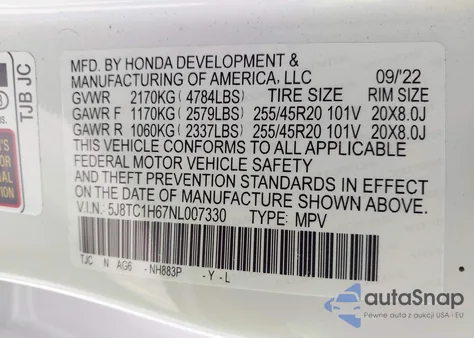 TJB JC
MFD. BY HONDA DEVELOPMENT &
MANUFACTURING OF AMERICA, LLC 09/'22
GVWR 2170KG ( 4784LBS) TIRE SIZE RIM SIZE
GAWR F 1170KG ( 2579LBS) 255/45R20 101V 20X8.0J
GAWR R 1060KG ( 2337LBS) 255/45R20 101V 20X8.0J
THIS VEHICLE CONFORMS TO ALL APPLICABLE
FEDERAL MOTOR VEHICLE SAFETY
AND THEFT PREVENTION STANDARDS IN EFFECT
ON THE DATE OF MANUFACTURE SHOWN ABOVE.
V.I.N.: 5J8TC1H67NL007330 TYPE: MPV
TJC N AG6 - NH883P - Y - L
autoSnap
Pewne auta z aukcji USA i EU